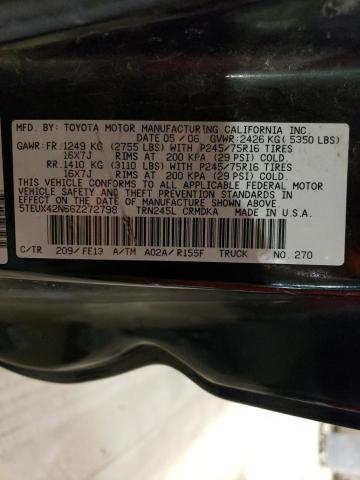 MFD. BY: TOYOTA MOTOR MANUFACTURING CALIFORNIA INC.
DATE 05 / 06 GVWR: 2426 KG ( 5350 LBS)
GAWR: FR. 1249 KG (2755 LBS) WITH P245/75R16 TIRES
16X7J RIMS AT 200 KPA (29 PSI) COLD.
RR. 1410 KG (3110 LBS) WITH P245/75R16 TIRES
16X7J RIMS AT 200 KPA (29 PSI) COLD.
THIS VEHICLE CONFORMS TO ALL APPLICABLE FEDERAL MOTOR
VEHICLE SAFETY AND THEFT PREVENTION STANDARDS IN
EFFECT ON THE DATE OF MANUFACTURE SHOWN ABOVE.
5TEUX42N66Z272798 TRN245L CRMDKA MADE IN U.S.A.
C/TR 209/ FE13 A/TM A02A/ R155F TRUCK NO. 270